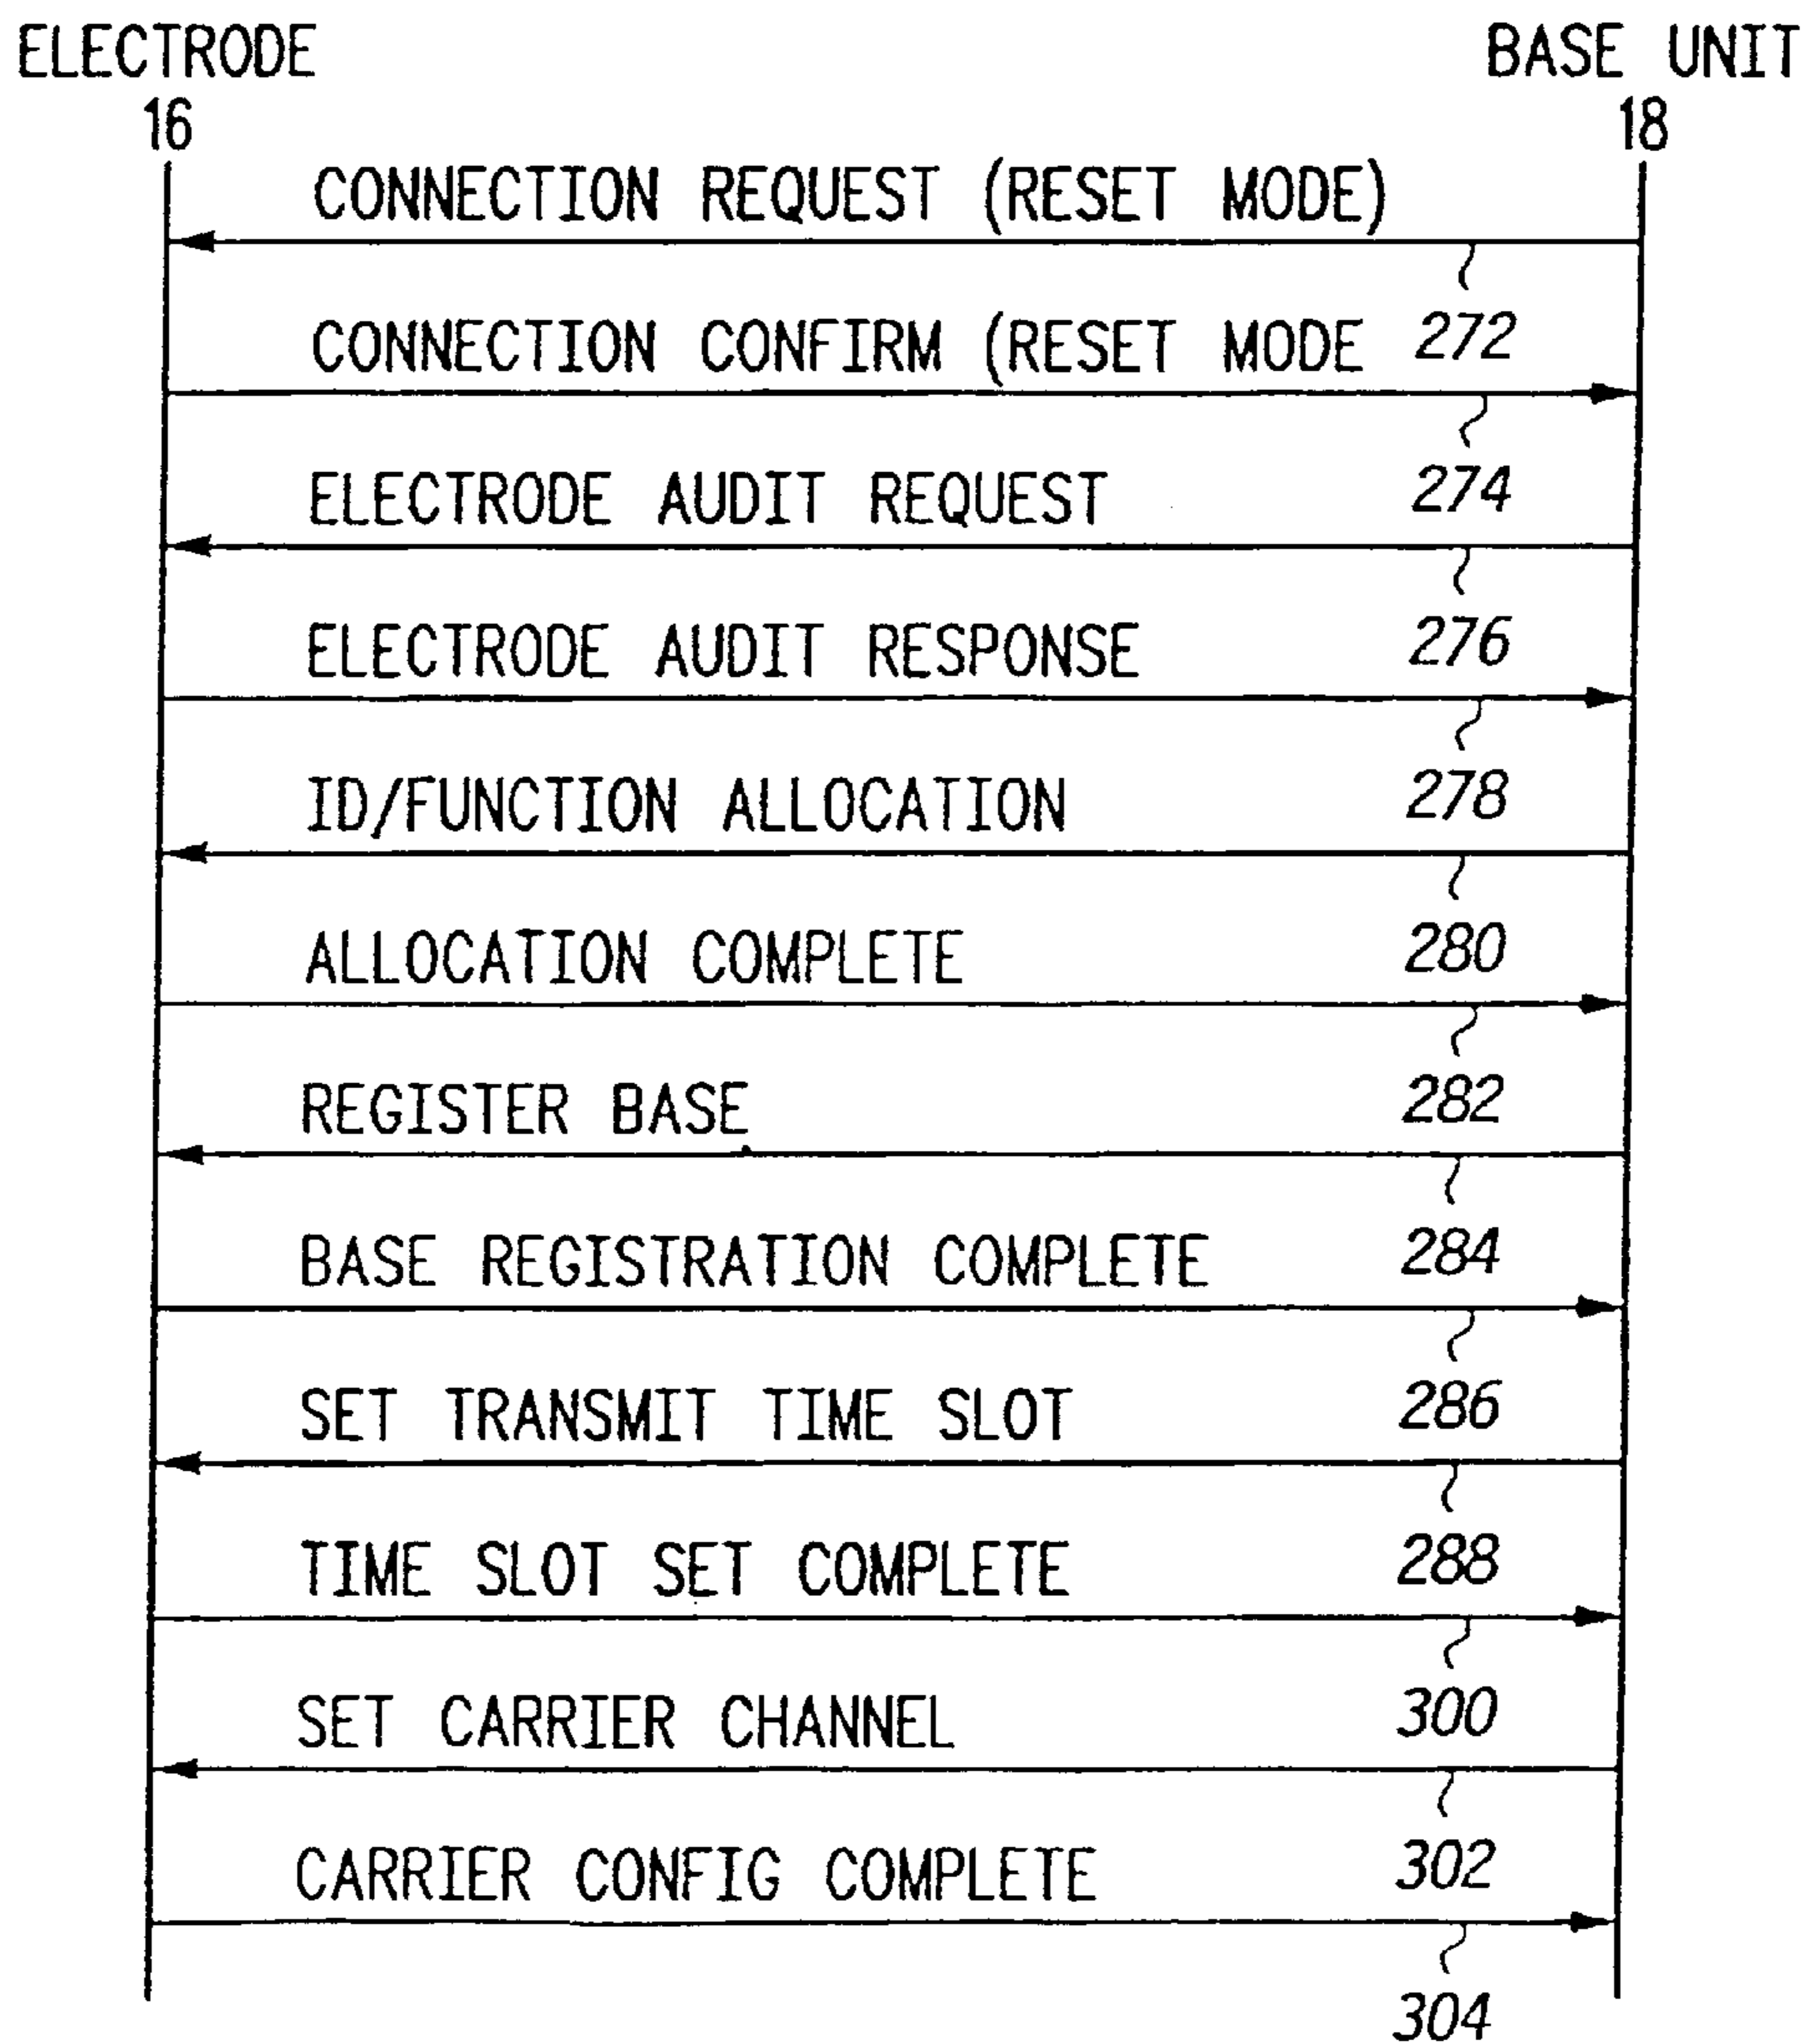 ELECTRODE BASE UNIT
16 18
CONNECTION REQUEST (RESET MODE)
CONNECTION CONFIRM (RESET MODE 272
ELECTRODE AUDIT REQUEST 274
ELECTRODE AUDIT RESPONSE 276
ID/FUNCTION ALLOCATION 278
ALLOCATION COMPLETE 280
REGISTER BASE 282
BASE REGISTRATION COMPLETE 284
SET TRANSMIT TIME SLOT 286
TIME SLOT SET COMPLETE 288
SET CARRIER CHANNEL 300
CARRIER CONFIG COMPLETE 302
304